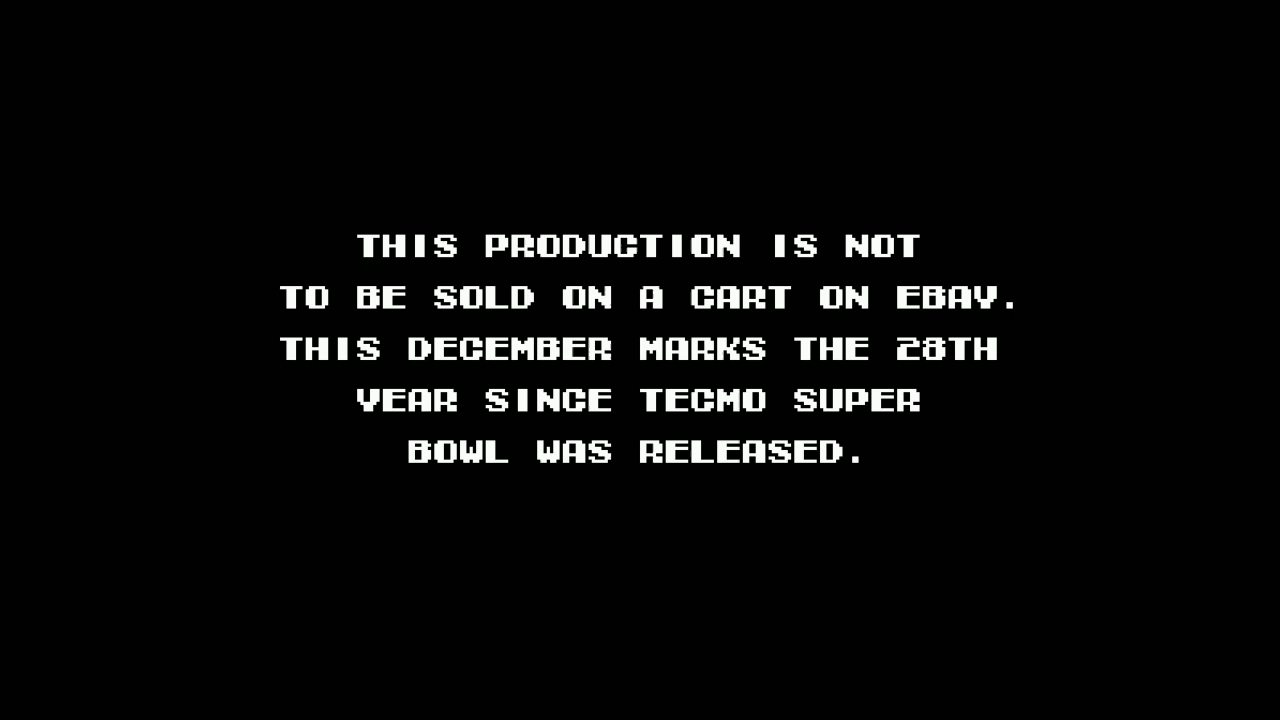 THIS PRODUCTION IS NOT
TO BE SOLD ON A CART ON EBAY.
THIS DECEMBER MARKS THE 28TH
YEAR SINCE TECMO SUPER
BOWL WAS RELEASED.